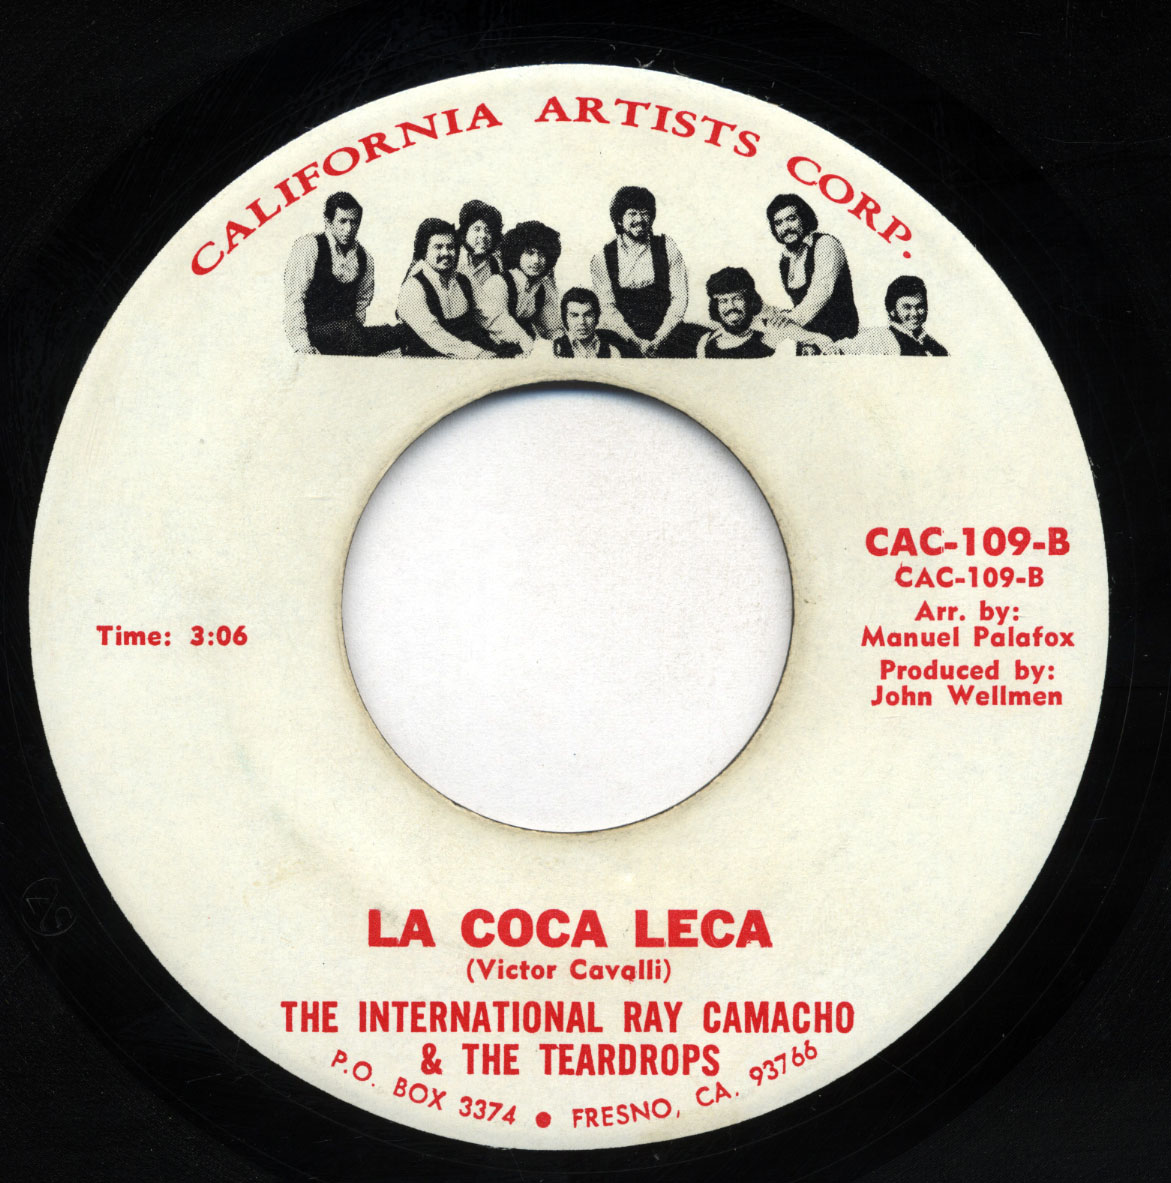 CALIFORNIA ARTISTS CORP.
CAC-109-B
CAC-109-B
Arr. by:
Manuel Palafox
Produced by:
John Wellmen
Time: 3:06
LA COCA LECA
(Victor Cavalli)
THE INTERNATIONAL RAY CAMACHO
& THE TEARDROPS
P.O. BOX 3374 ● FRESNO, CA. 93766